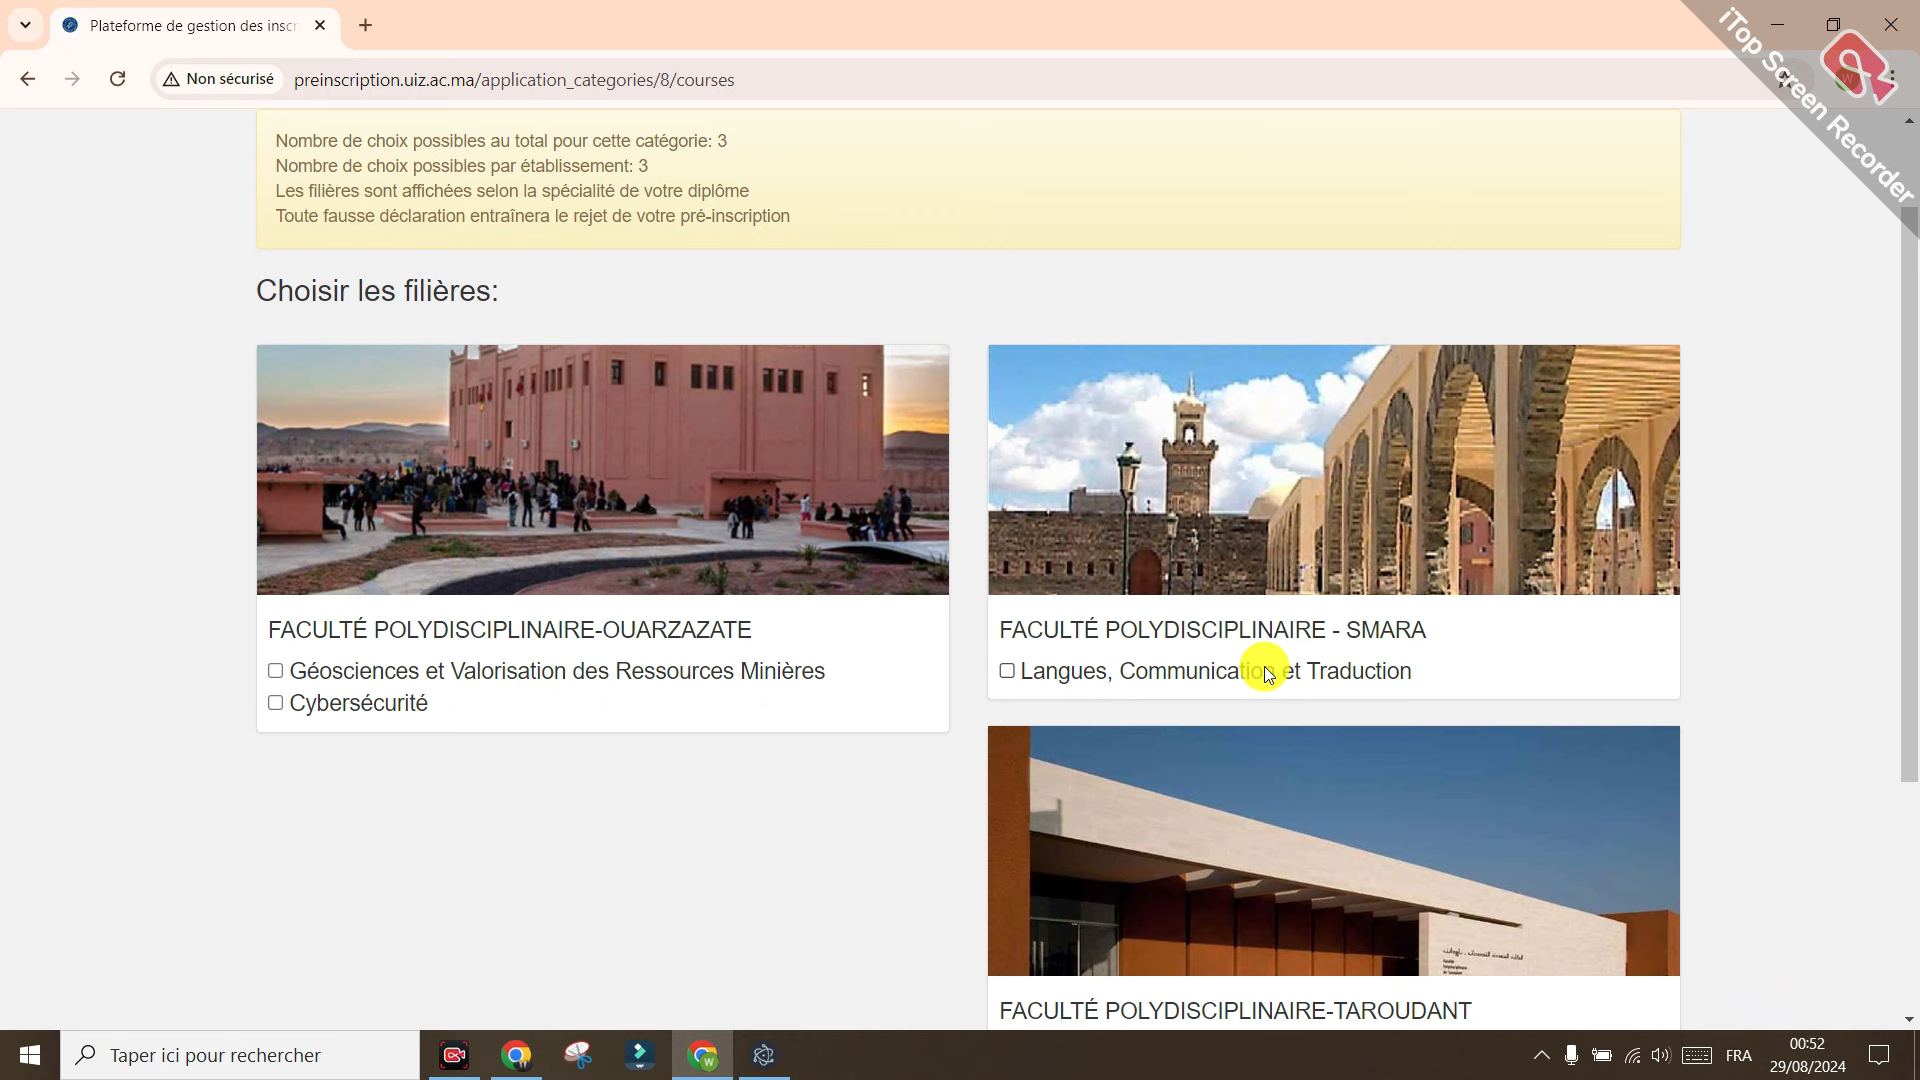 Plateforme de gestion des inscr
Non sécurisé
preinscription.uiz.ac.ma/application_categories/8/courses
iTop Screen Recorder
W
Nombre de choix possibles au total pour cette catégorie: 3
Nombre de choix possibles par établissement: 3
Les filières sont affichées selon la spécialité de votre diplôme
Toute fausse déclaration entraînera le rejet de votre pré-inscription
Choisir les filières:
FACULTÉ POLYDISCIPLINAIRE-OUARZAZATE
Géosciences et Valorisation des Ressources Minières
Cybersécurité
FACULTÉ POLYDISCIPLINAIRE - SMARA
Langues, Communication et Traduction
FACULTÉ POLYDISCIPLINAIRE-TAROUDANT
Taper ici pour rechercher
FRA
00:52
29/08/2024